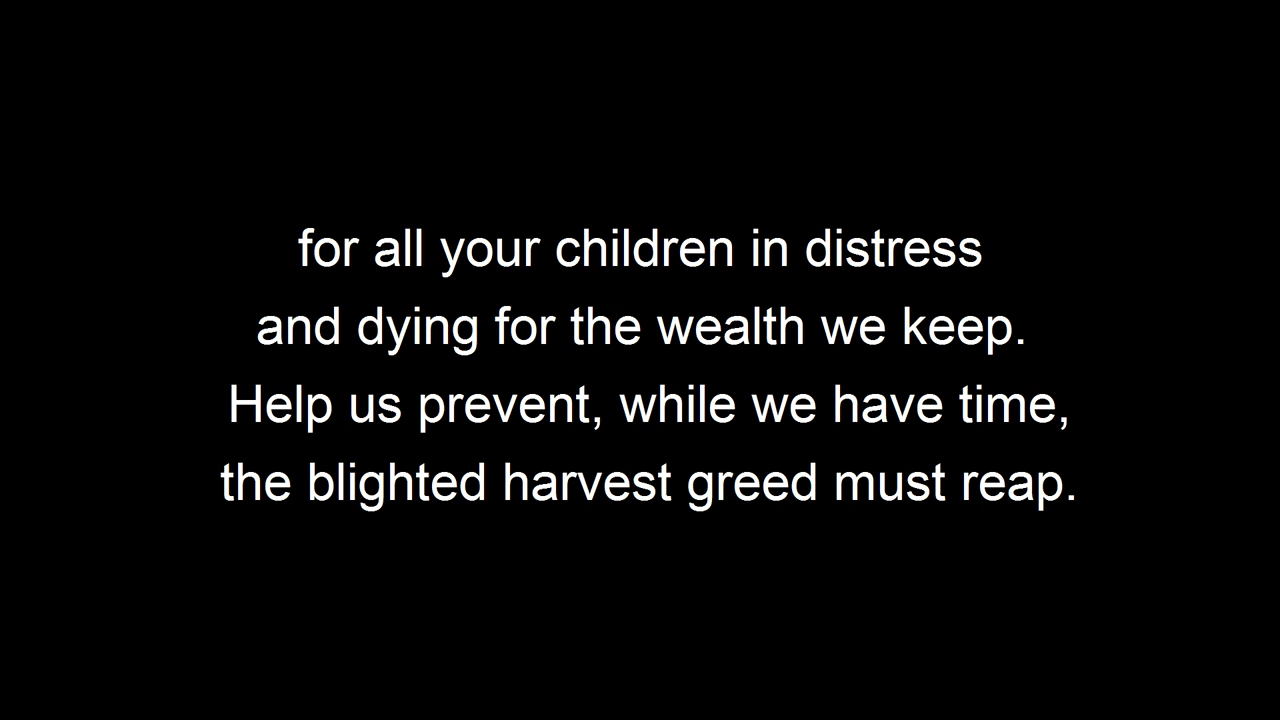 for all your children in distress
and dying for the wealth we keep.
Help us prevent, while we have time,
the blighted harvest greed must reap.